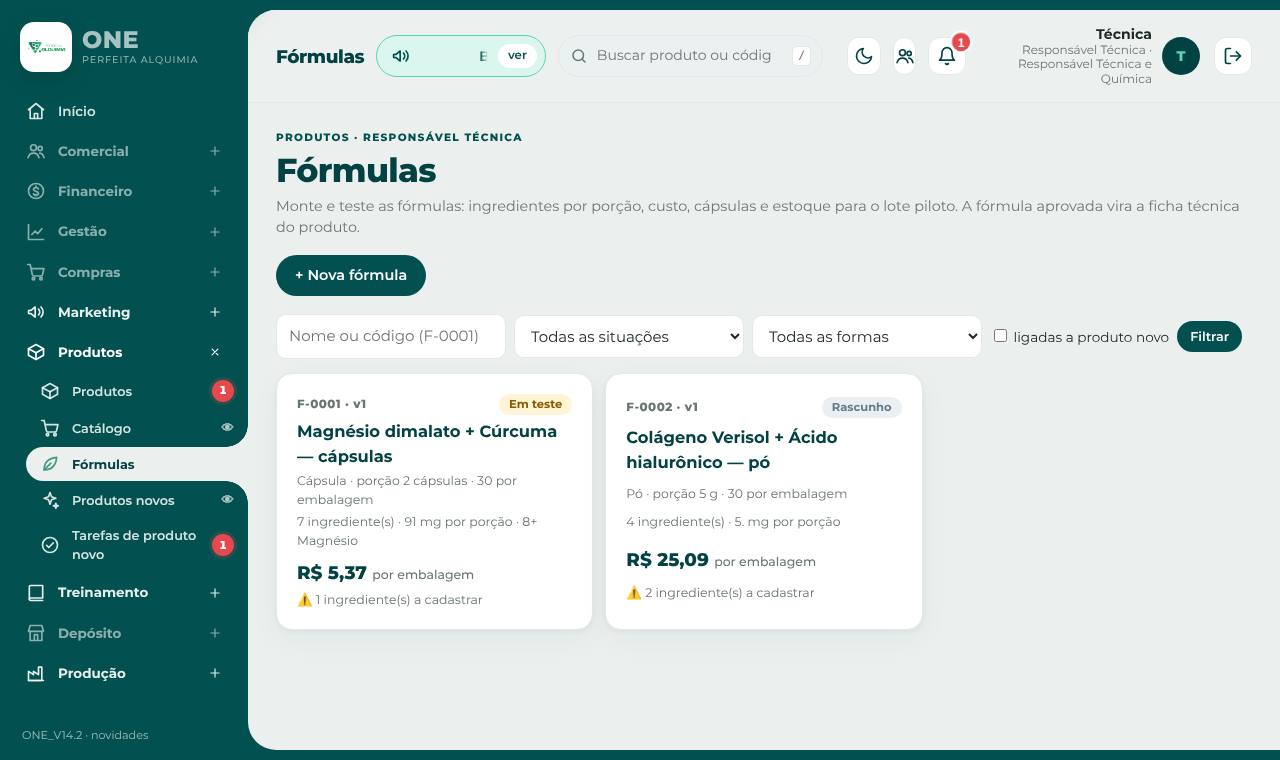 ONE
PERFEITA ALQUIMIA
Início
Comercial +
Financeiro +
Gestão +
Compras +
Marketing +
Produtos ×
Produtos 1
Catálogo
Fórmulas
Produtos novos
Tarefas de produto
novo 1
Treinamento +
Depósito +
Produção +
ONE_V14.2 · novidades
Fórmulas
ver
Buscar produto ou códig /
1
Técnica
Responsável Técnica ·
Responsável Técnica e
Química
T
PRODUTOS · RESPONSÁVEL TÉCNICA
Fórmulas
Monte e teste as fórmulas: ingredientes por porção, custo, cápsulas e estoque para o lote piloto. A fórmula aprovada vira a ficha técnica
do produto.
+ Nova fórmula
Nome ou código (F-0001) Todas as situações Todas as formas ligadas a produto novo Filtrar
F-0001 · v1 Em teste
Magnésio dimalato + Cúrcuma
— cápsulas
Cápsula · porção 2 cápsulas · 30 por
embalagem
7 ingrediente(s) · 91 mg por porção · 8+
Magnésio
R$ 5,37 por embalagem
⚠️ 1 ingrediente(s) a cadastrar
F-0002 · v1 Rascunho
Colágeno Verisol + Ácido
hialurônico — pó
Pó · porção 5 g · 30 por embalagem
4 ingrediente(s) · 5. mg por porção
R$ 25,09 por embalagem
⚠️ 2 ingrediente(s) a cadastrar